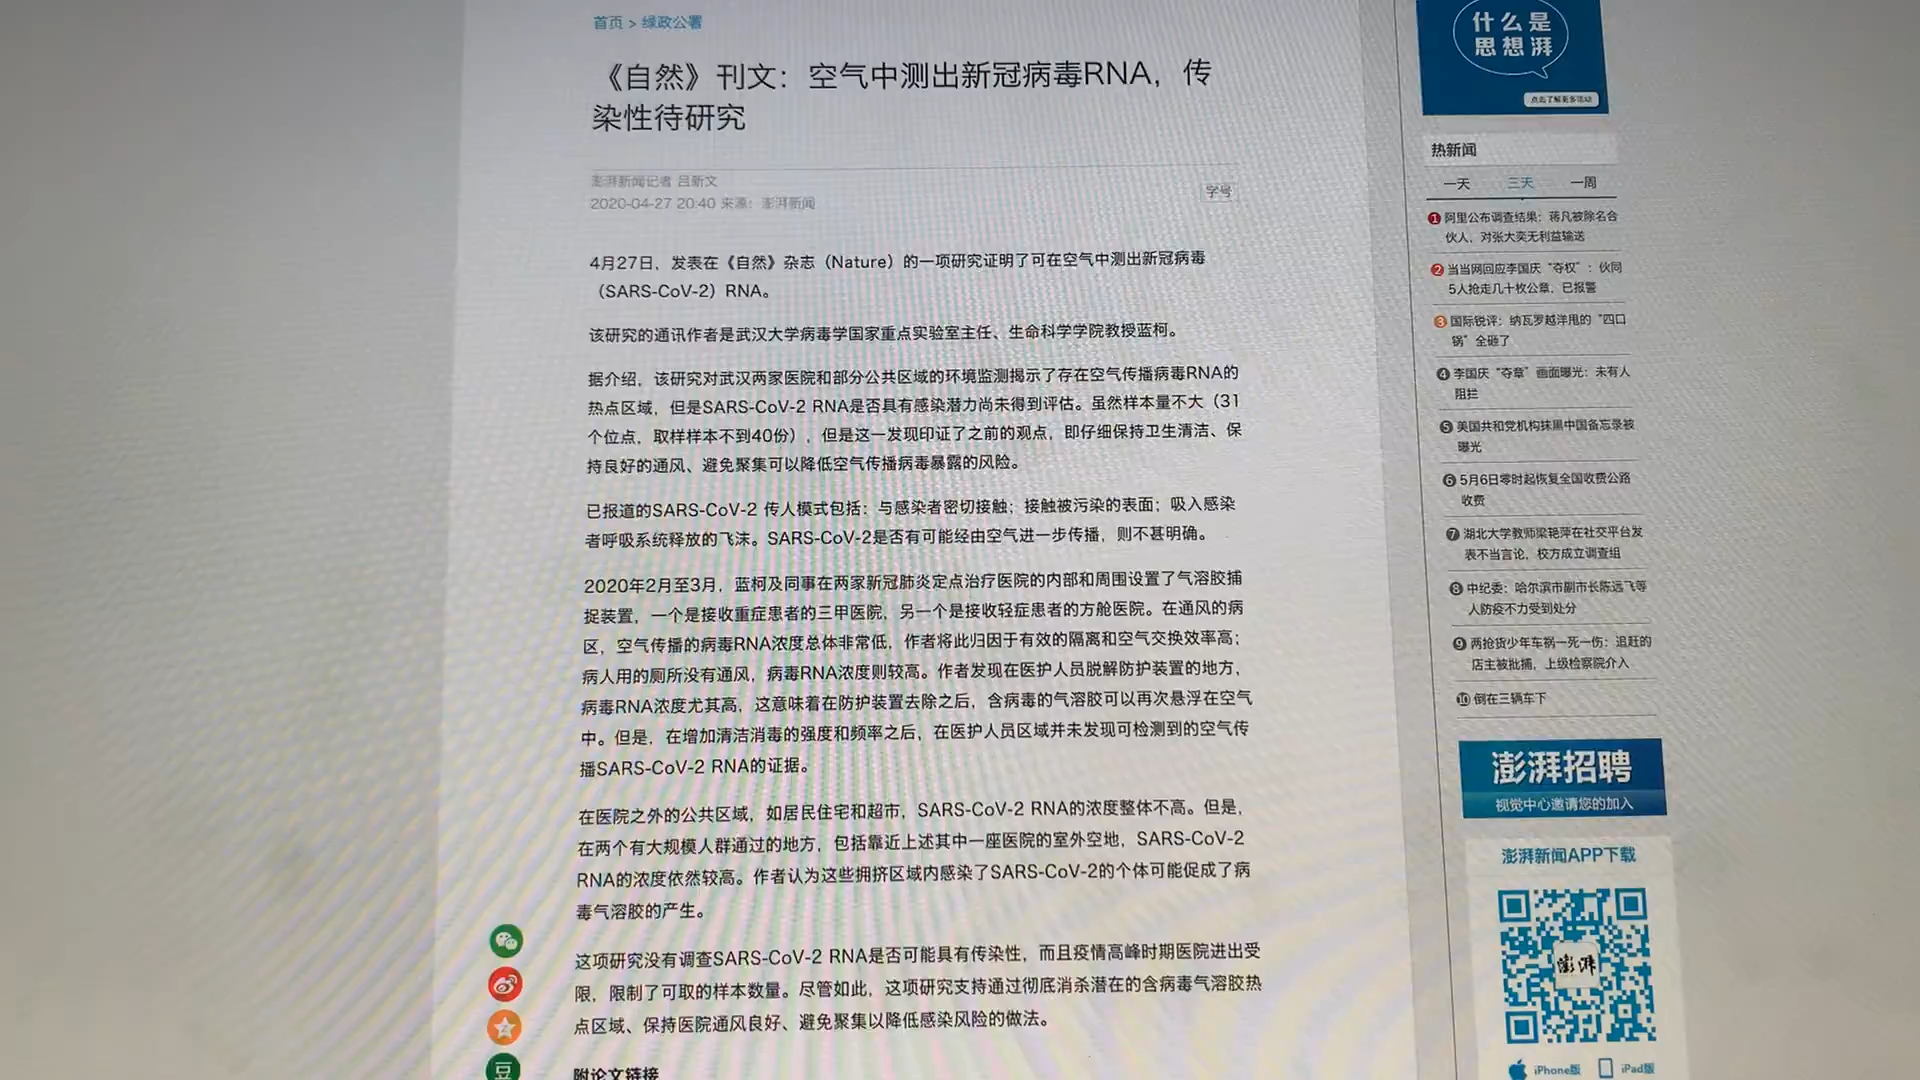 首页 > 绿政公署
《自然》刊文：空气中测出新冠病毒RNA，传
染性待研究
澎湃新闻记者 吕新文
2020-04-27 20:40 来源：澎湃新闻
字号
4月27日，发表在《自然》杂志（Nature）的一项研究证明了可在空气中测出新冠病毒
（SARS-CoV-2）RNA。
该研究的通讯作者是武汉大学病毒学国家重点实验室主任、生命科学学院教授蓝柯。
据介绍，该研究对武汉两家医院和部分公共区域的环境监测揭示了存在空气传播病毒RNA的
热点区域，但是SARS-CoV-2 RNA是否具有感染潜力尚未得到评估。虽然样本量不大（31
个位点，取样样本不到40份），但是这一发现印证了之前的观点，即仔细保持卫生清洁、保
持良好的通风、避免聚集可以降低空气传播病毒暴露的风险。
已报道的SARS-CoV-2 传人模式包括：与感染者密切接触；接触被污染的表面；吸入感染
者呼吸系统释放的飞沫。SARS-CoV-2是否有可能经由空气进一步传播，则不甚明确。
2020年2月至3月，蓝柯及同事在两家新冠肺炎定点治疗医院的内部和周围设置了气溶胶捕
捉装置，一个是接收重症患者的三甲医院，另一个是接收轻症患者的方舱医院。在通风的病
区，空气传播的病毒RNA浓度总体非常低，作者将此归因于有效的隔离和空气交换效率高；
病人用的厕所没有通风，病毒RNA浓度则较高。作者发现在医护人员脱解防护装置的地方，
病毒RNA浓度尤其高，这意味着在防护装置去除之后，含病毒的气溶胶可以再次悬浮在空气
中。但是，在增加清洁消毒的强度和频率之后，在医护人员区域并未发现可检测到的空气传
播SARS-CoV-2 RNA的证据。
在医院之外的公共区域，如居民住宅和超市，SARS-CoV-2 RNA的浓度整体不高。但是，
在两个有大规模人群通过的地方，包括靠近上述其中一座医院的室外空地，SARS-CoV-2
RNA的浓度依然较高。作者认为这些拥挤区域内感染了SARS-CoV-2的个体可能促成了病
毒气溶胶的产生。
这项研究没有调查SARS-CoV-2 RNA是否可能具有传染性，而且疫情高峰时期医院进出受
限，限制了可取的样本数量。尽管如此，这项研究支持通过彻底消杀潜在的含病毒气溶胶热
点区域、保持医院通风良好、避免聚集以降低感染风险的做法。
附论文链接
豆
什么是
思想湃
点击了解更多活动
热新闻
一天 三天 一周
1 阿里公布调查结果：蒋凡被除名合
伙人，对张大奕无利益输送
2 当当网回应李国庆“夺权”：伙同
5人抢走几十枚公章，已报警
3 国际锐评：纳瓦罗越洋甩的“四口
锅”全砸了
4 李国庆“夺章”画面曝光：未有人
阻拦
5 美国共和党机构抹黑中国备忘录被
曝光
6 5月6日零时起恢复全国收费公路
收费
7 湖北大学教师梁艳萍在社交平台发
表不当言论，校方成立调查组
8 中纪委：哈尔滨市副市长陈远飞等
人防疫不力受到处分
9 两抢货少年车祸一死一伤：追赶的
店主被批捕，上级检察院介入
10 倒在三辆车下
澎湃招聘
视觉中心邀请您的加入
澎湃新闻APP下载
澎湃
iPhone版 iPad版